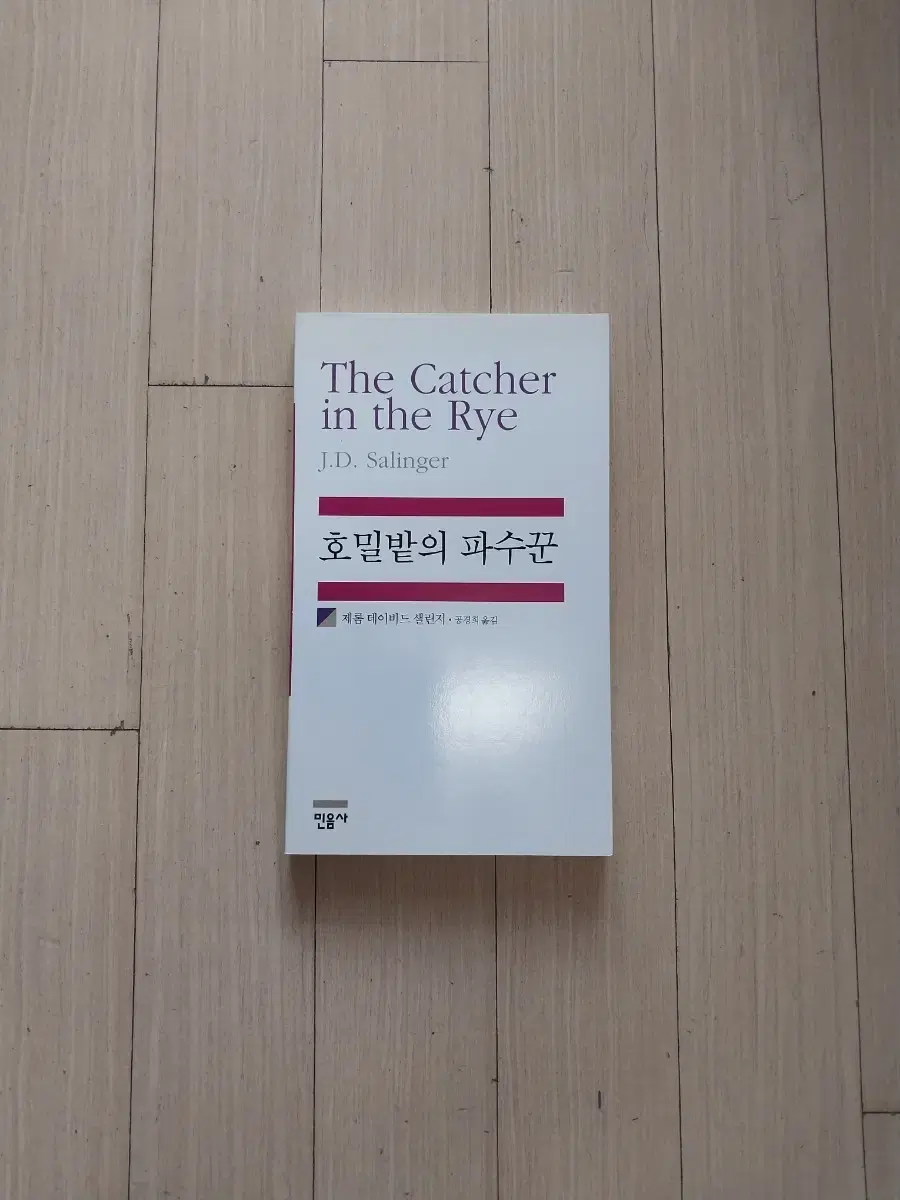 The Catcher
in the Rye
J.D. Salinger
호밀밭의 파수꾼
제롬 데이비드 샐린저·공경희 옮김
민음사